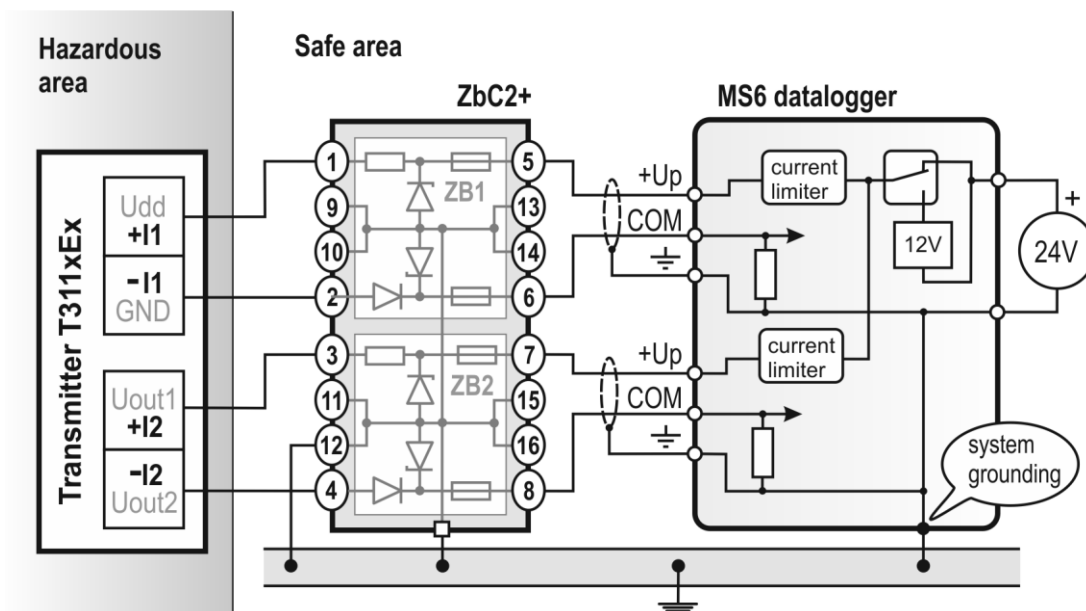 Hazardous
area
Safe area
ZbC2+
MS6 datalogger
Transmitter T311xEx
Udd
+I1
-I1
GND
Uout1
+I2
-I2
Uout2
1
9
10
2
3
11
12
4
ZB1
ZB2
5
13
14
6
7
15
16
8
+Up
COM
+Up
COM
current
limiter
12V
current
limiter
+
24V
system
grounding